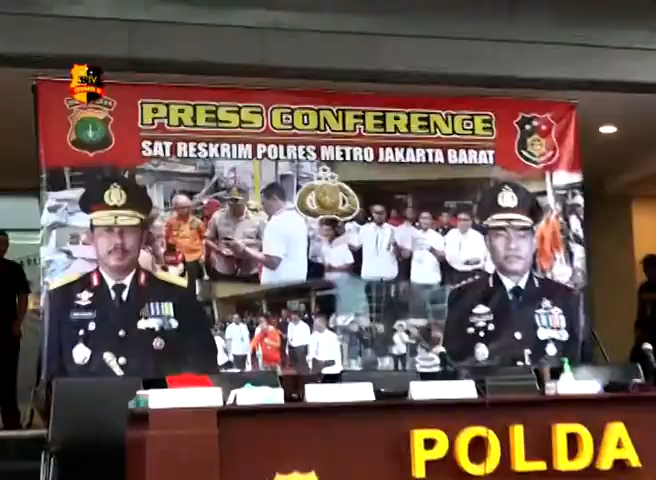 PRESS CONFERENCE
SAT RESKRIM POLRES METRO JAKARTA BARAT
POLDA